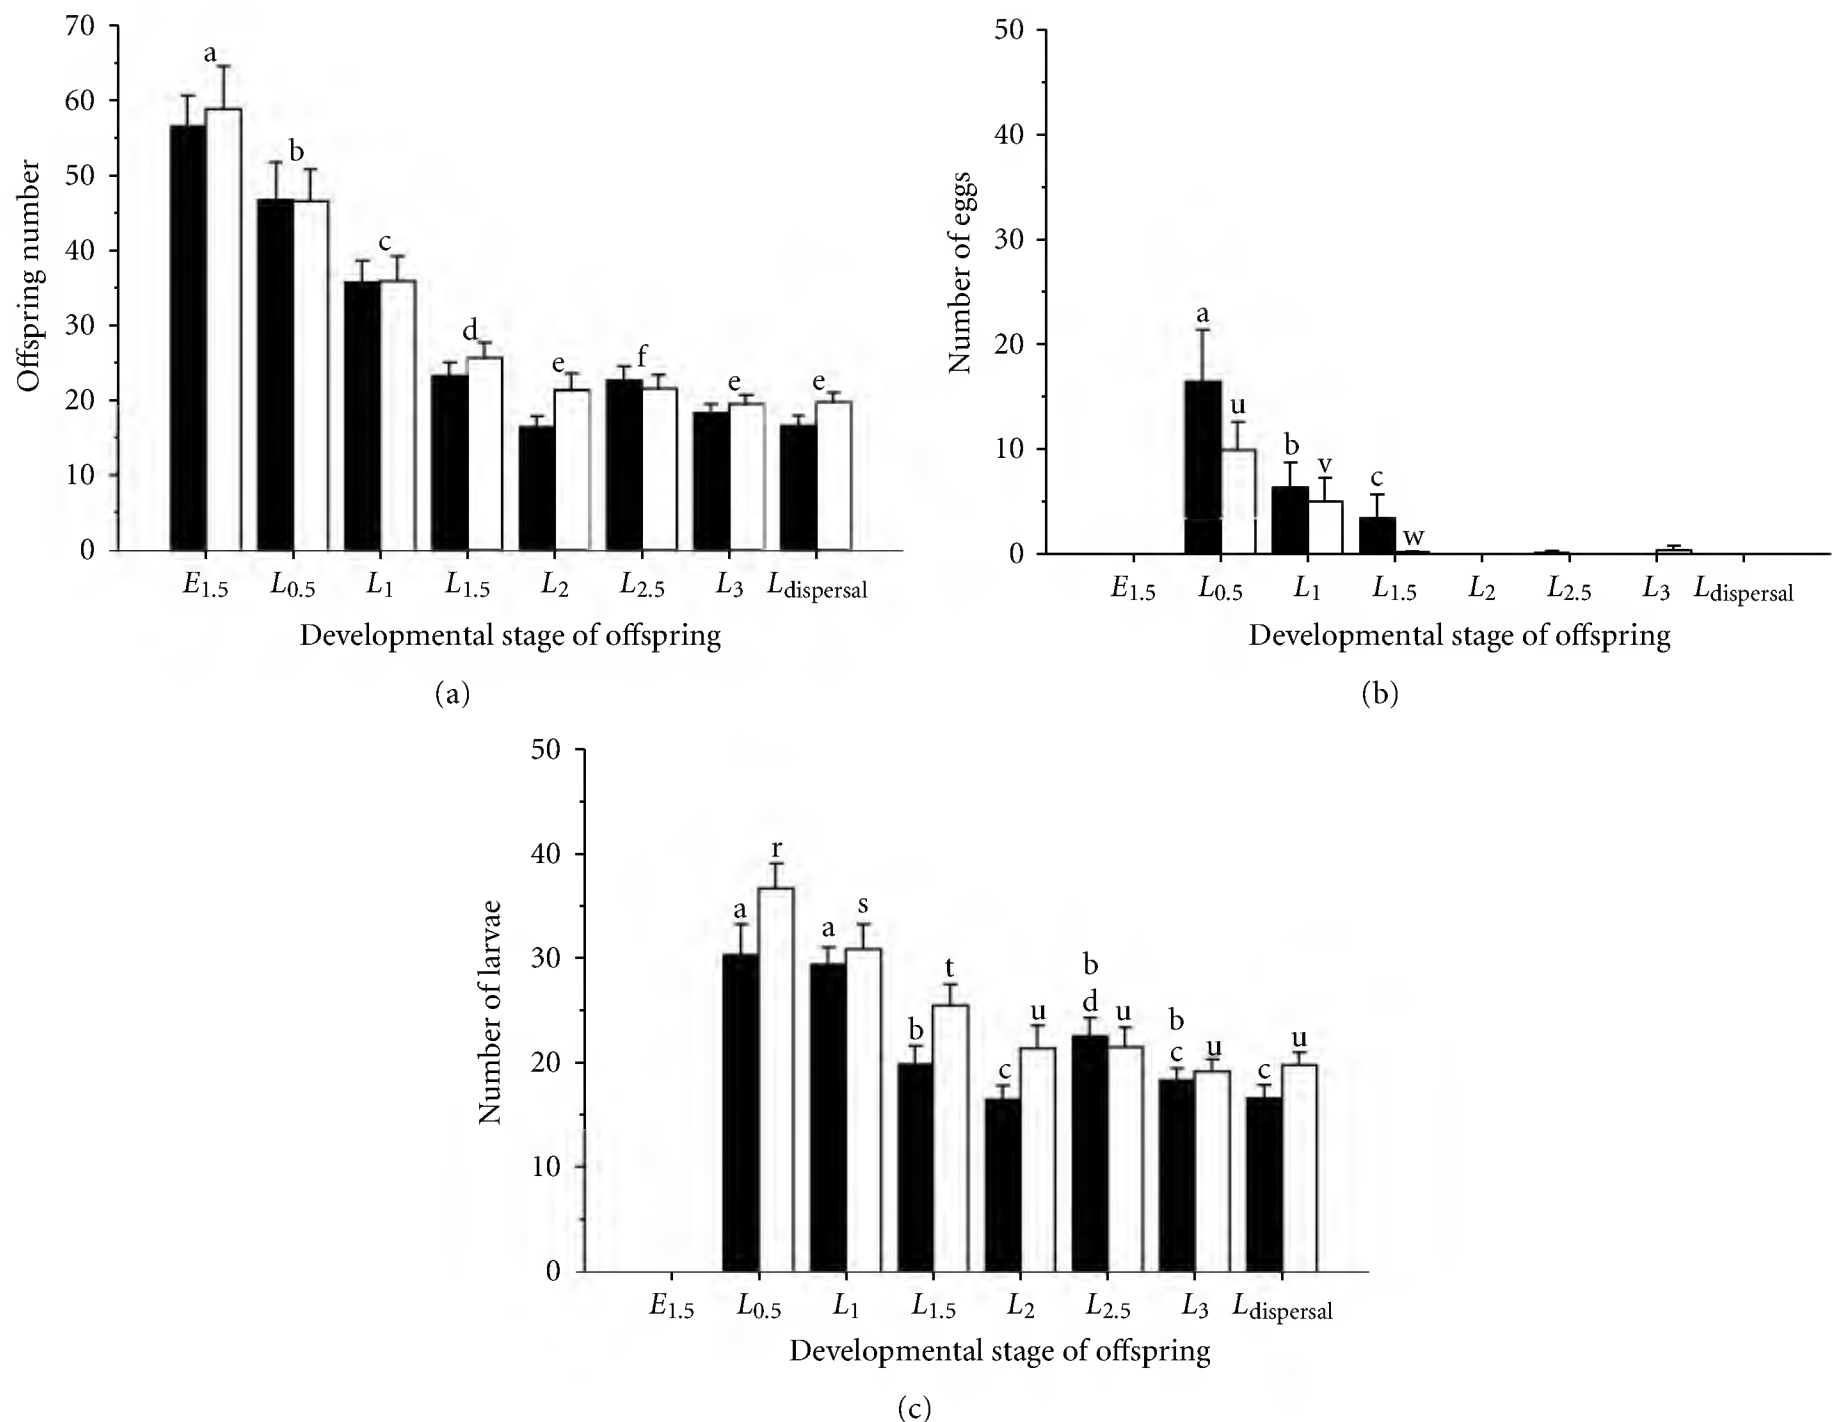 70
60
50
40
30
20
10
0
Offspring number
a
b
c
d
e
f
e
e
E1.5 L0.5 L1 L1.5 L2 L2.5 L3 Ldispersal
Developmental stage of offspring
(a)
50
40
30
20
10
0
Number of eggs
a
u
b
v
c
w
E1.5 L0.5 L1 L1.5 L2 L2.5 L3 Ldispersal
Developmental stage of offspring
(b)
50
40
30
20
10
0
Number of larvae
a
r
a
s
b
t
c
u
b
d
u
b
c
u
c
u
E1.5 L0.5 L1 L1.5 L2 L2.5 L3 Ldispersal
Developmental stage of offspring
(c)